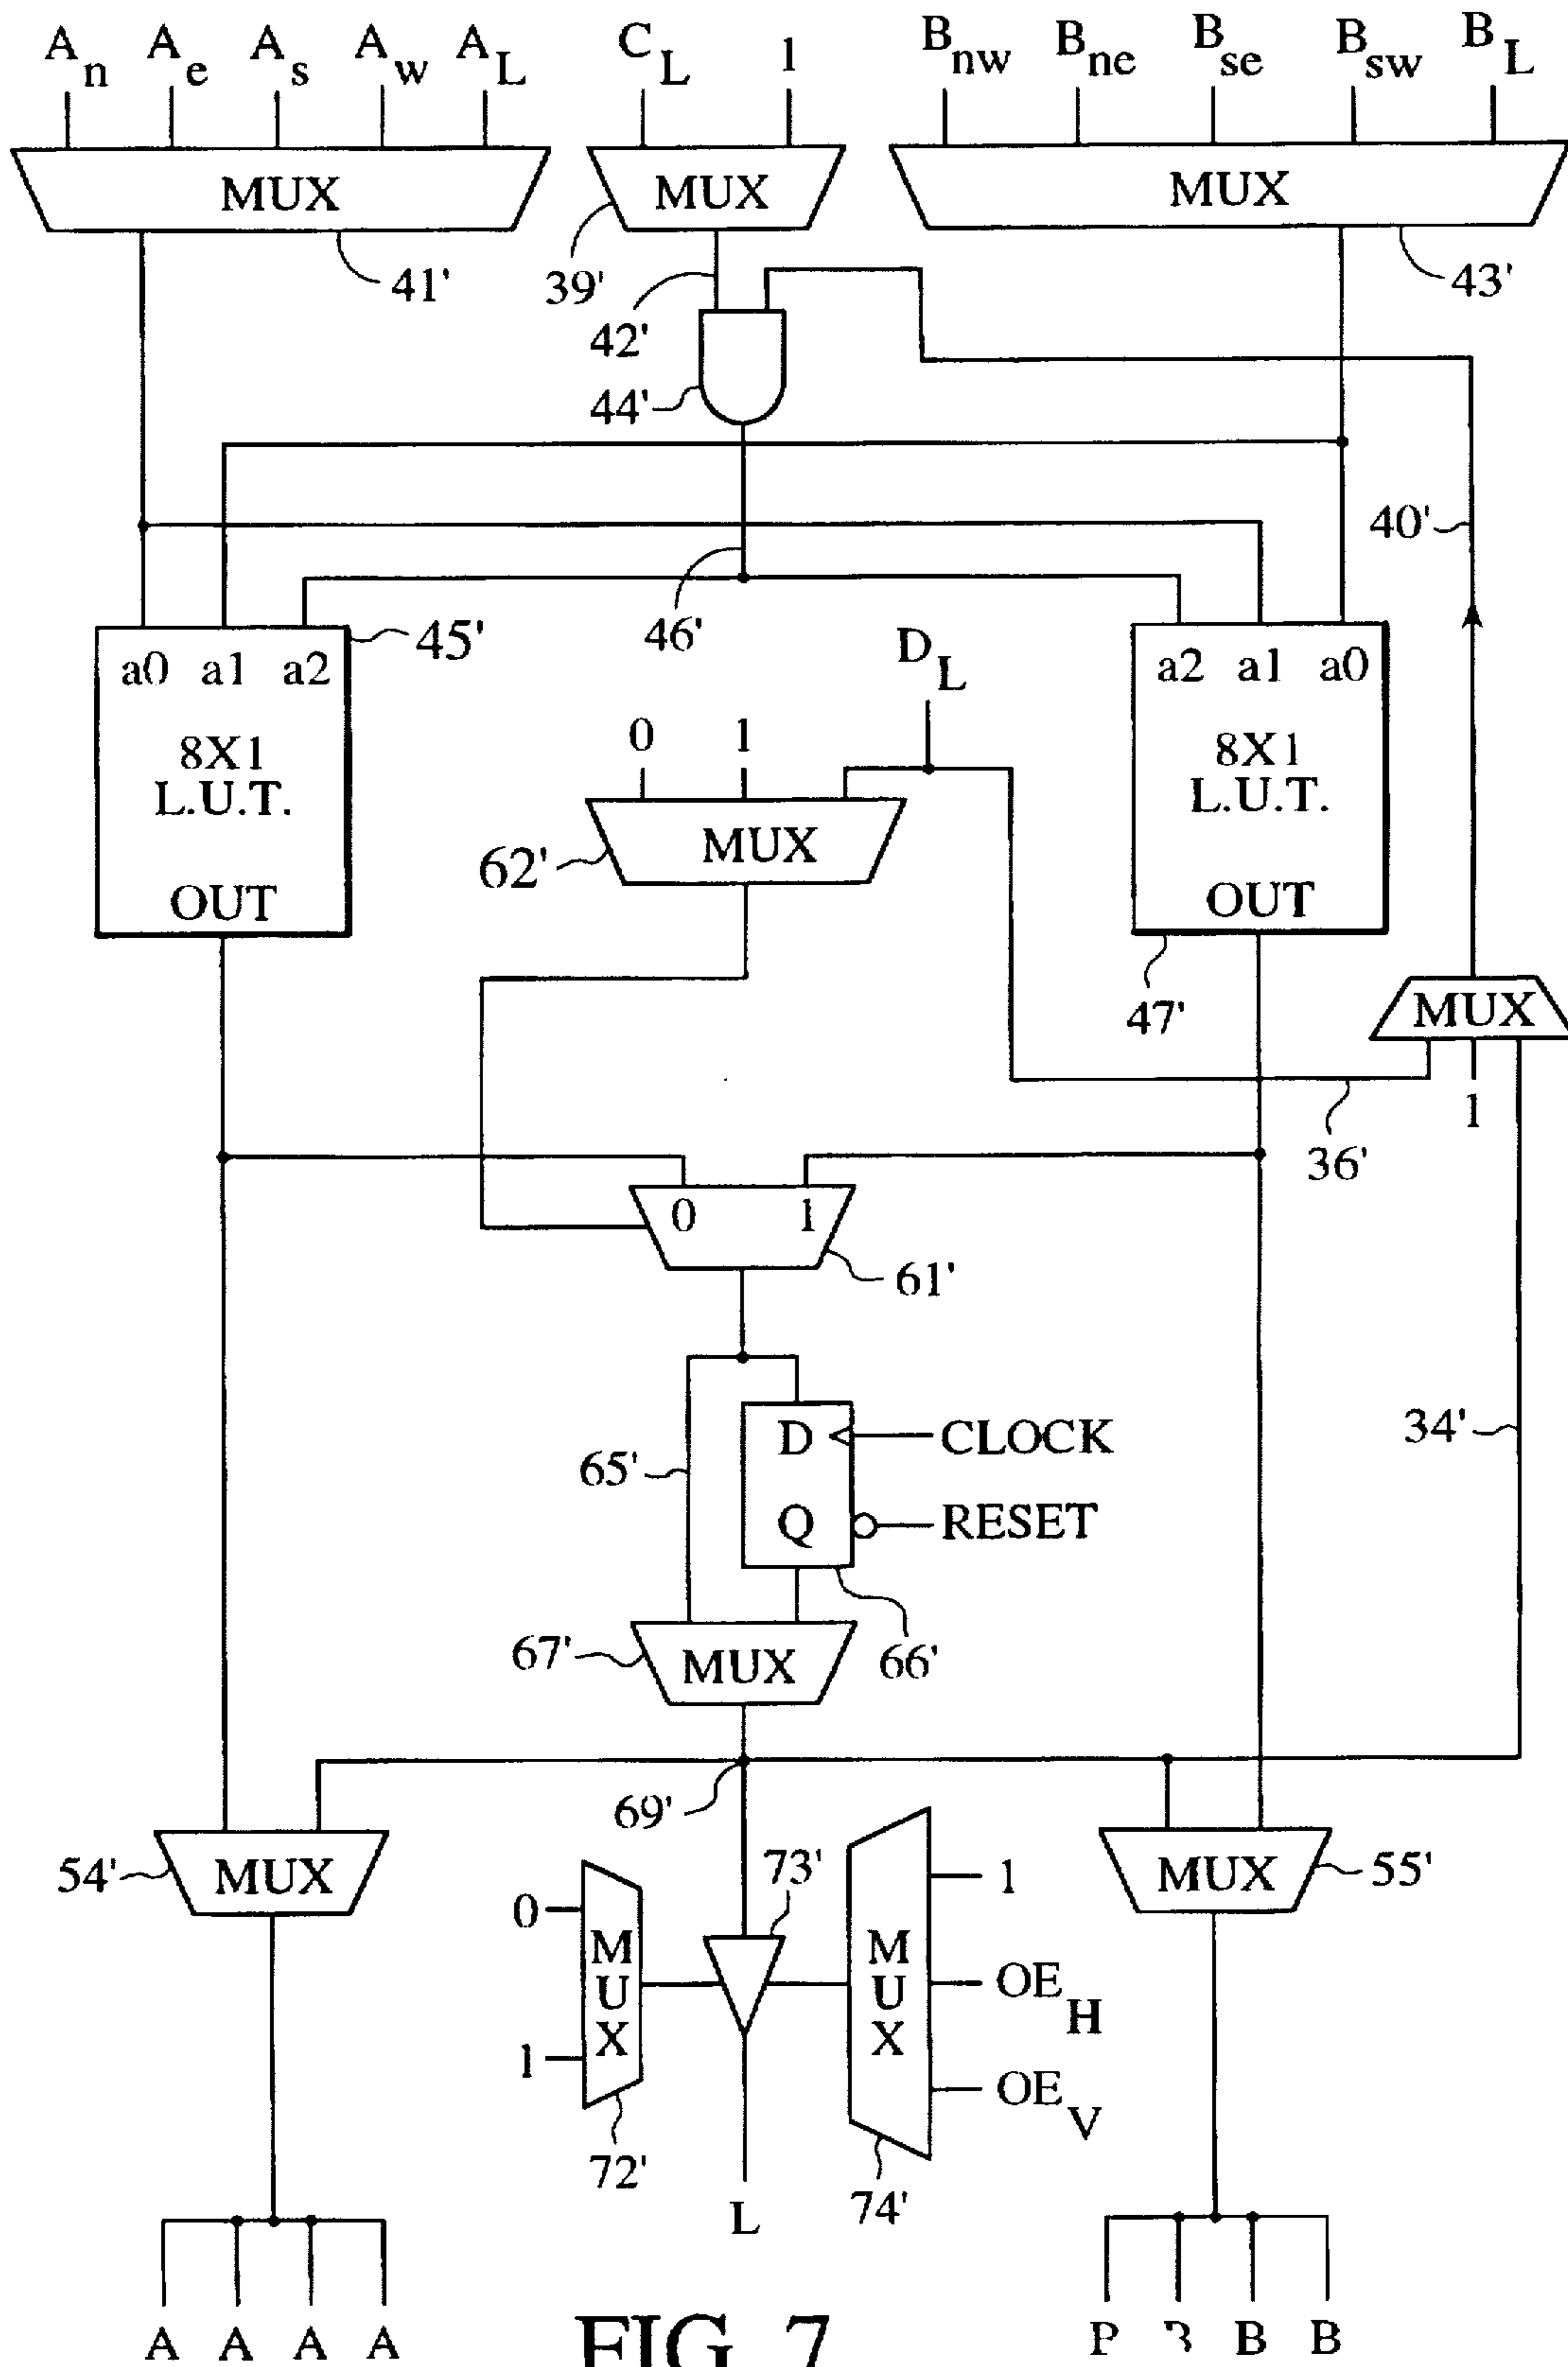 An Ae As Aw AL CL 1 Bnw Bne Bse Bsw BL
MUX MUX MUX
41' 39' 43'
42'
44'
40'
45' 46'
a0 a1 a2 DL a2 a1 a0
8X1 0 1 8X1
L.U.T. L.U.T.
62' MUX
OUT OUT
47' MUX
1
36'
0 1
61'
34'
D CLOCK
65'
Q RESET
67' MUX 66'
69'
54' MUX 73' 1 MUX 55'
0 MUX MUX OEH
1 OEV
72' 74'
L
A A A A B B
FIG. 7